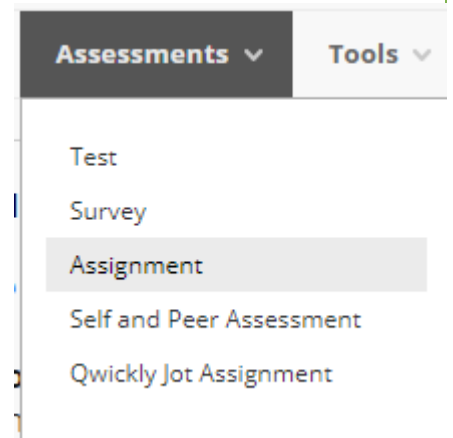 Assessments Tools
Test
Survey
Assignment
Self and Peer Assessment
Qwickly Jot Assignment